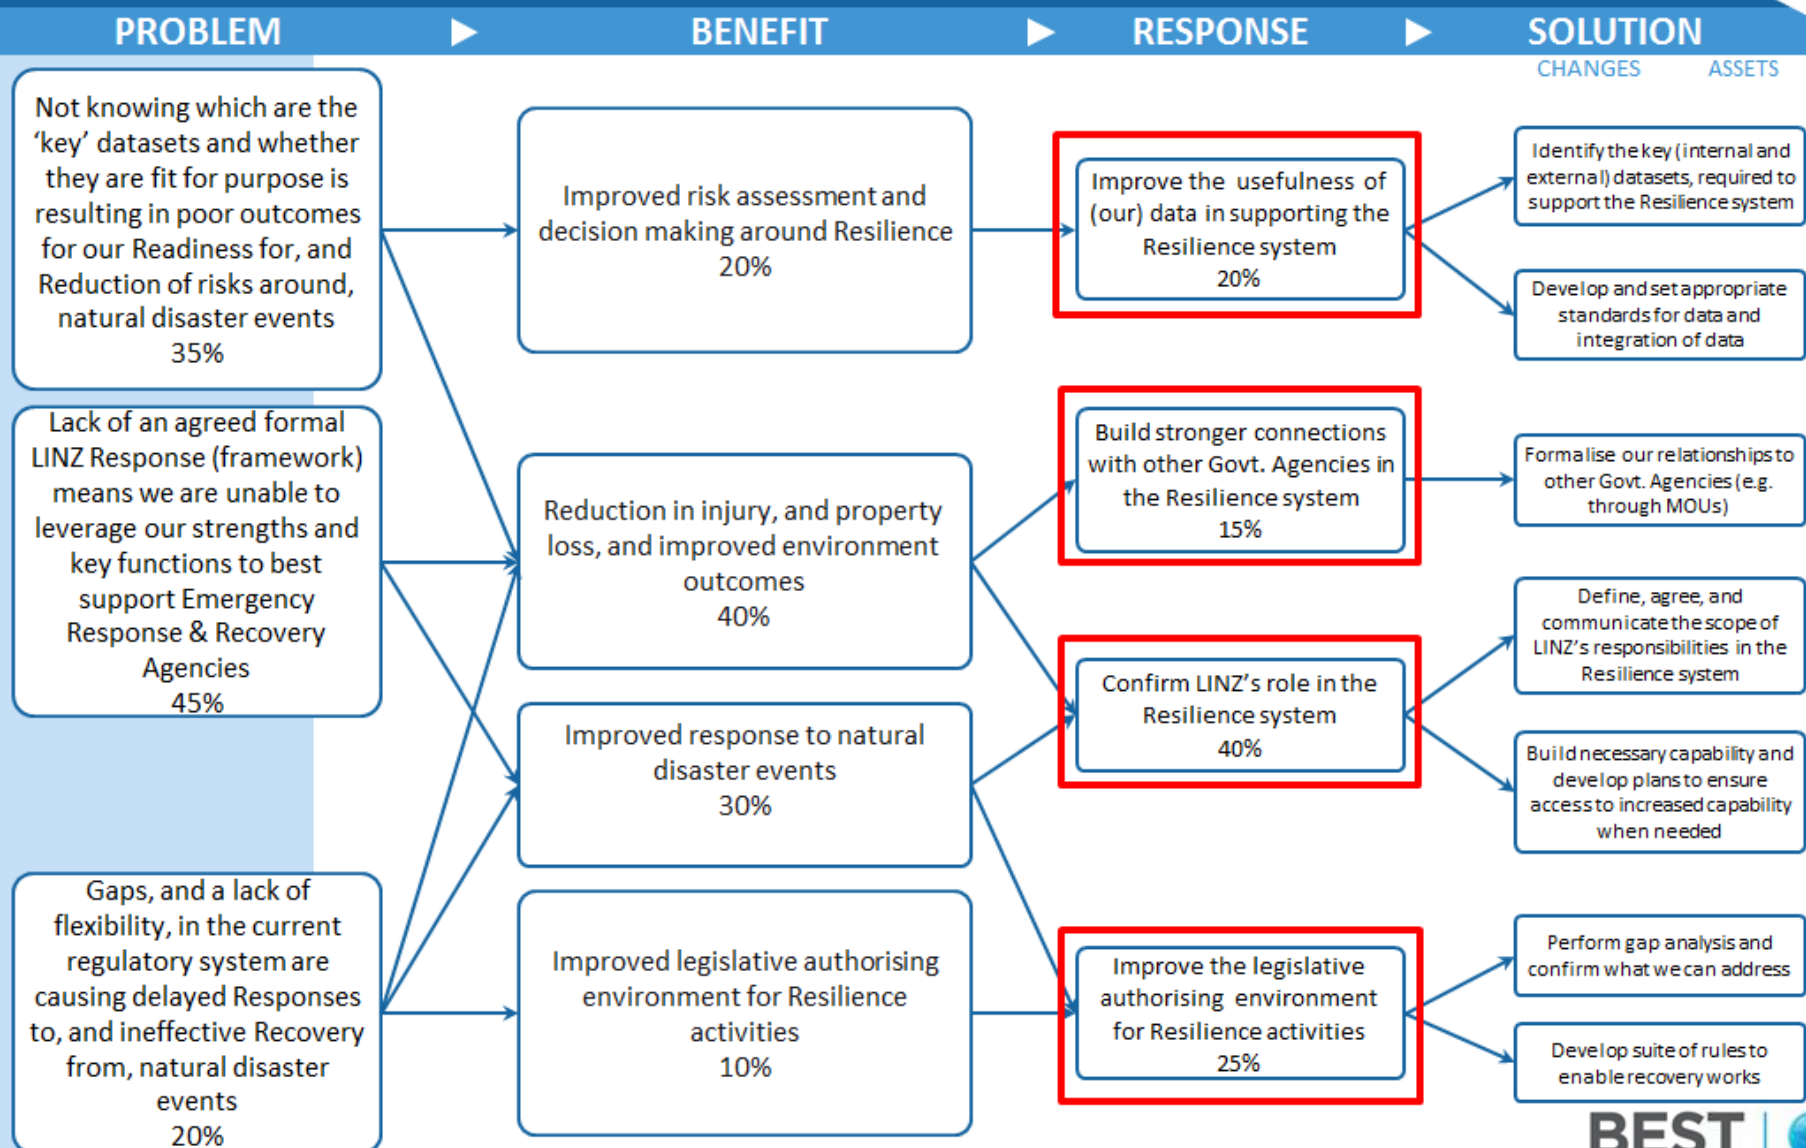 PROBLEM
BENEFIT
RESPONSE
SOLUTION
CHANGES
ASSETS
Not knowing which are the
‘key’ datasets and whether
they are fit for purpose is
resulting in poor outcomes
for our Readiness for, and
Reduction of risks around,
natural disaster events
35%
Lack of an agreed formal
LINZ Response (framework)
means we are unable to
leverage our strengths and
key functions to best
support Emergency
Response & Recovery
Agencies
45%
Gaps, and a lack of
flexibility, in the current
regulatory system are
causing delayed Responses
to, and ineffective Recovery
from, natural disaster
events
20%
Improved risk assessment and
decision making around Resilience
20%
Reduction in injury, and property
loss, and improved environment
outcomes
40%
Improved response to natural
disaster events
30%
Improved legislative authorising
environment for Resilience
activities
10%
Improve the usefulness of
(our) data in supporting the
Resilience system
20%
Build stronger connections
with other Govt. Agencies in
the Resilience system
15%
Confirm LINZ’s role in the
Resilience system
40%
Improve the legislative
authorising environment
for Resilience activities
25%
Identify the key (internal and
external) datasets, required to
support the Resilience system
Develop and set appropriate
standards for data and
integration of data
Formalise our relationships to
other Govt. Agencies (e.g.
through MOUs)
Define, agree, and
communicate the scope of
LINZ’s responsibilities in the
Resilience system
Build necessary capability and
develop plans to ensure
access to increased capability
when needed
Perform gap analysis and
confirm what we can address
Develop suite of rules to
enable recovery works
BEST